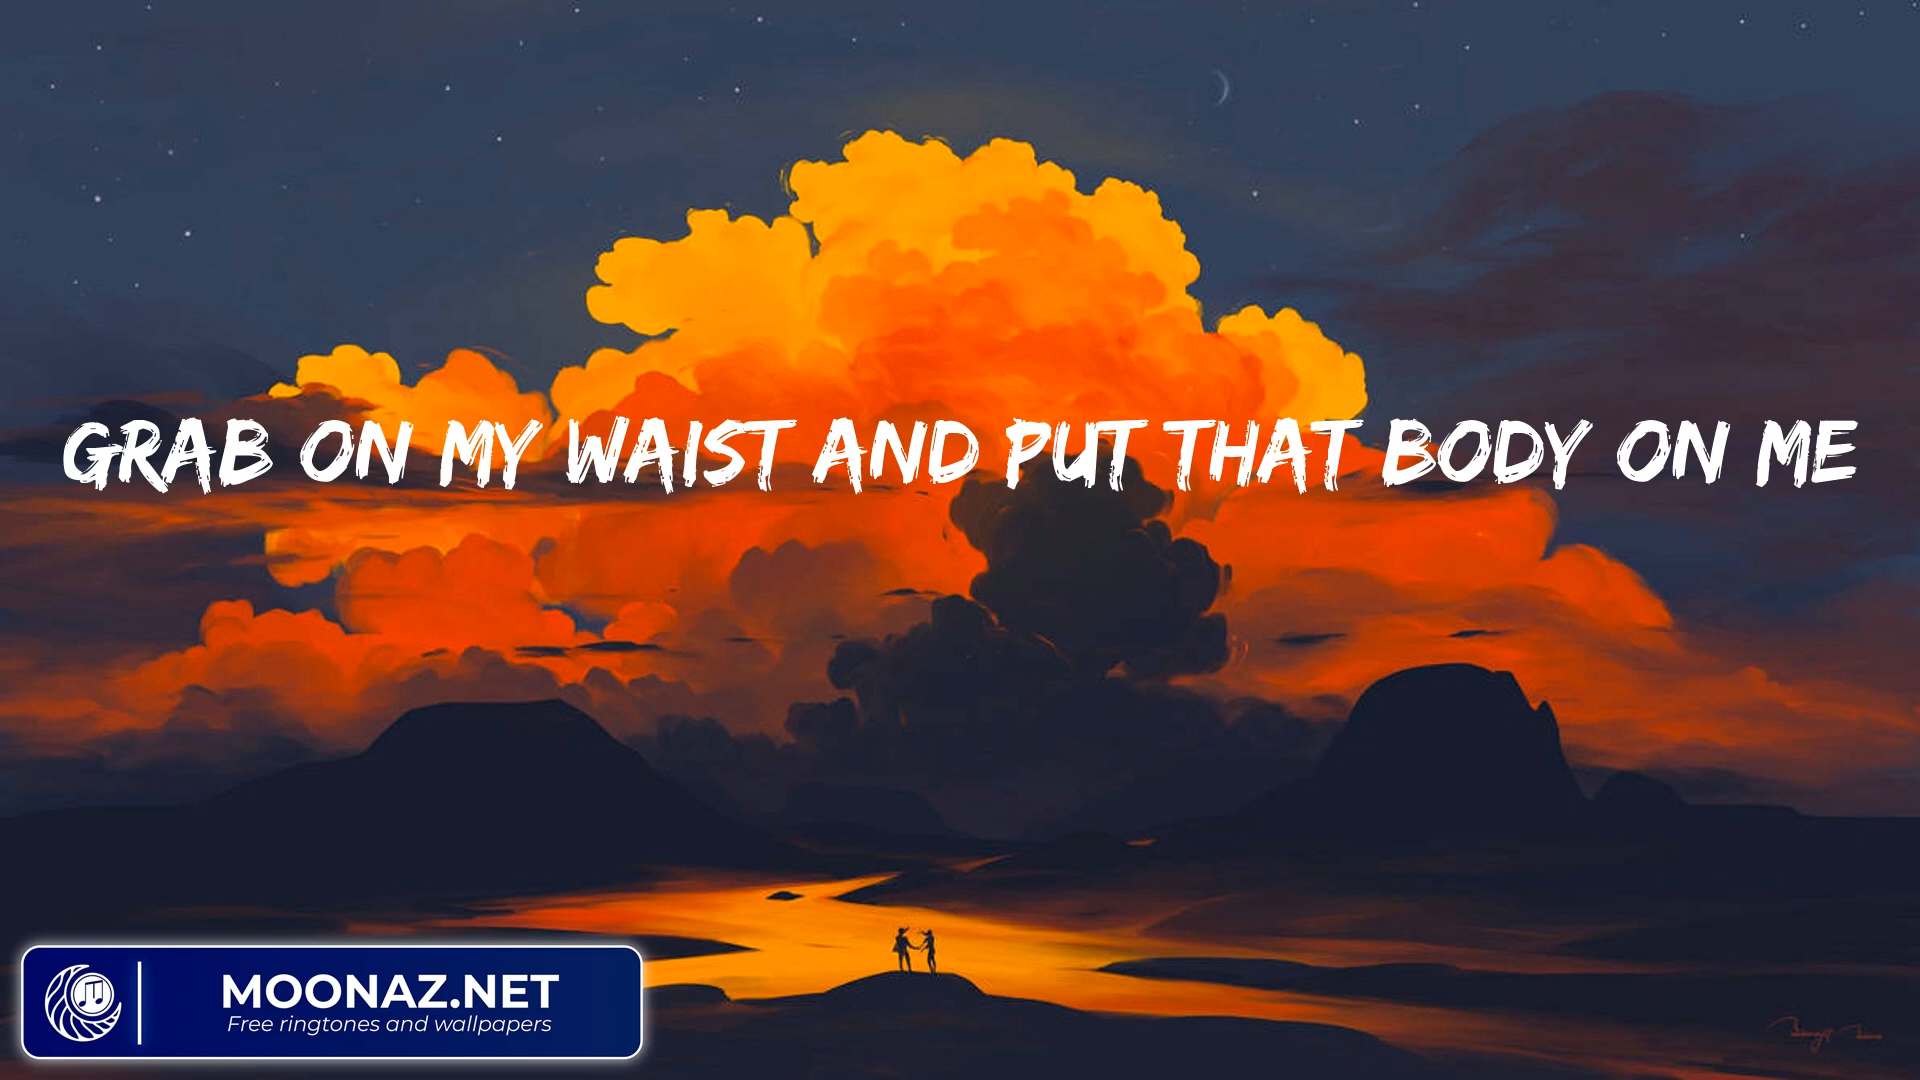 GRAB ON MY WAIST AND PUT THAT BODY ON ME
MOONAZ.NET
Free ringtones and wallpapers